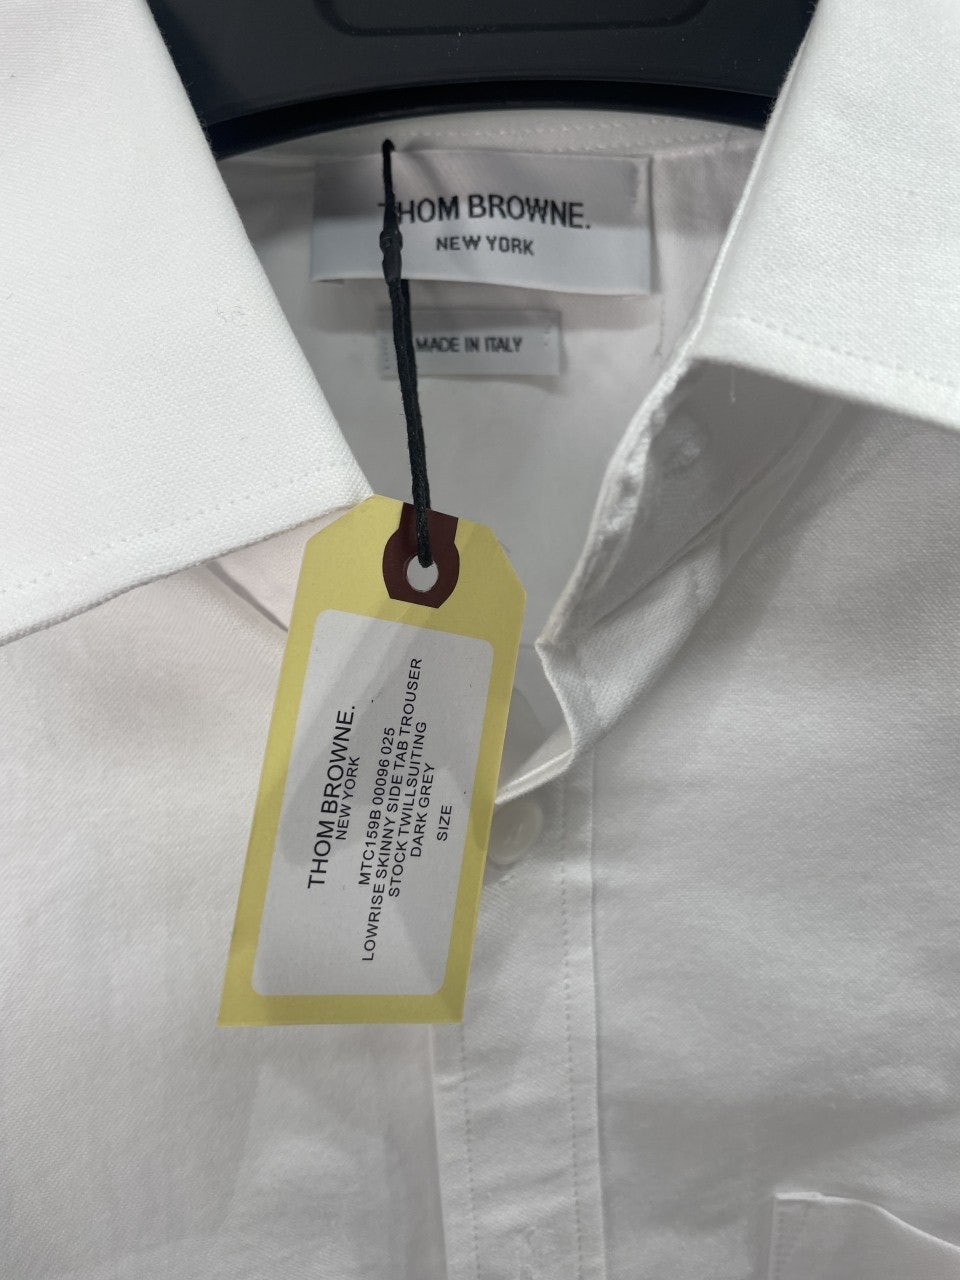 THOM BROWNE.
NEW YORK
MADE IN ITALY
THOM BROWNE.
NEW YORK
MTC159B 00096 025
LOWRISE SKINNY SIDE TAB TROUSER
STOCK TWILLSUITING
DARK GREY
SIZE